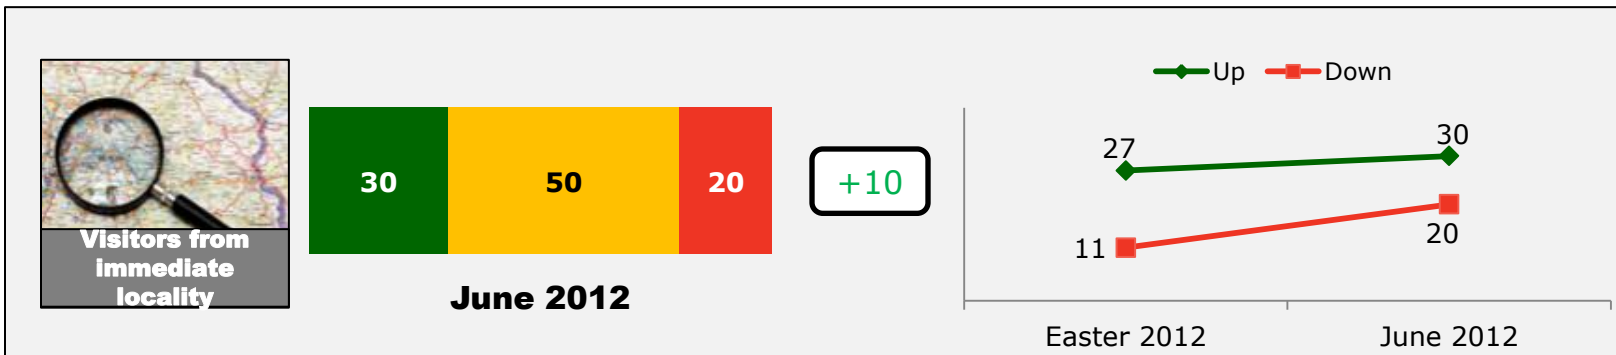 Visitors from
immediate
locality
30 50 20
June 2012
+10
Up Down
27 30
11 20
Easter 2012 June 2012